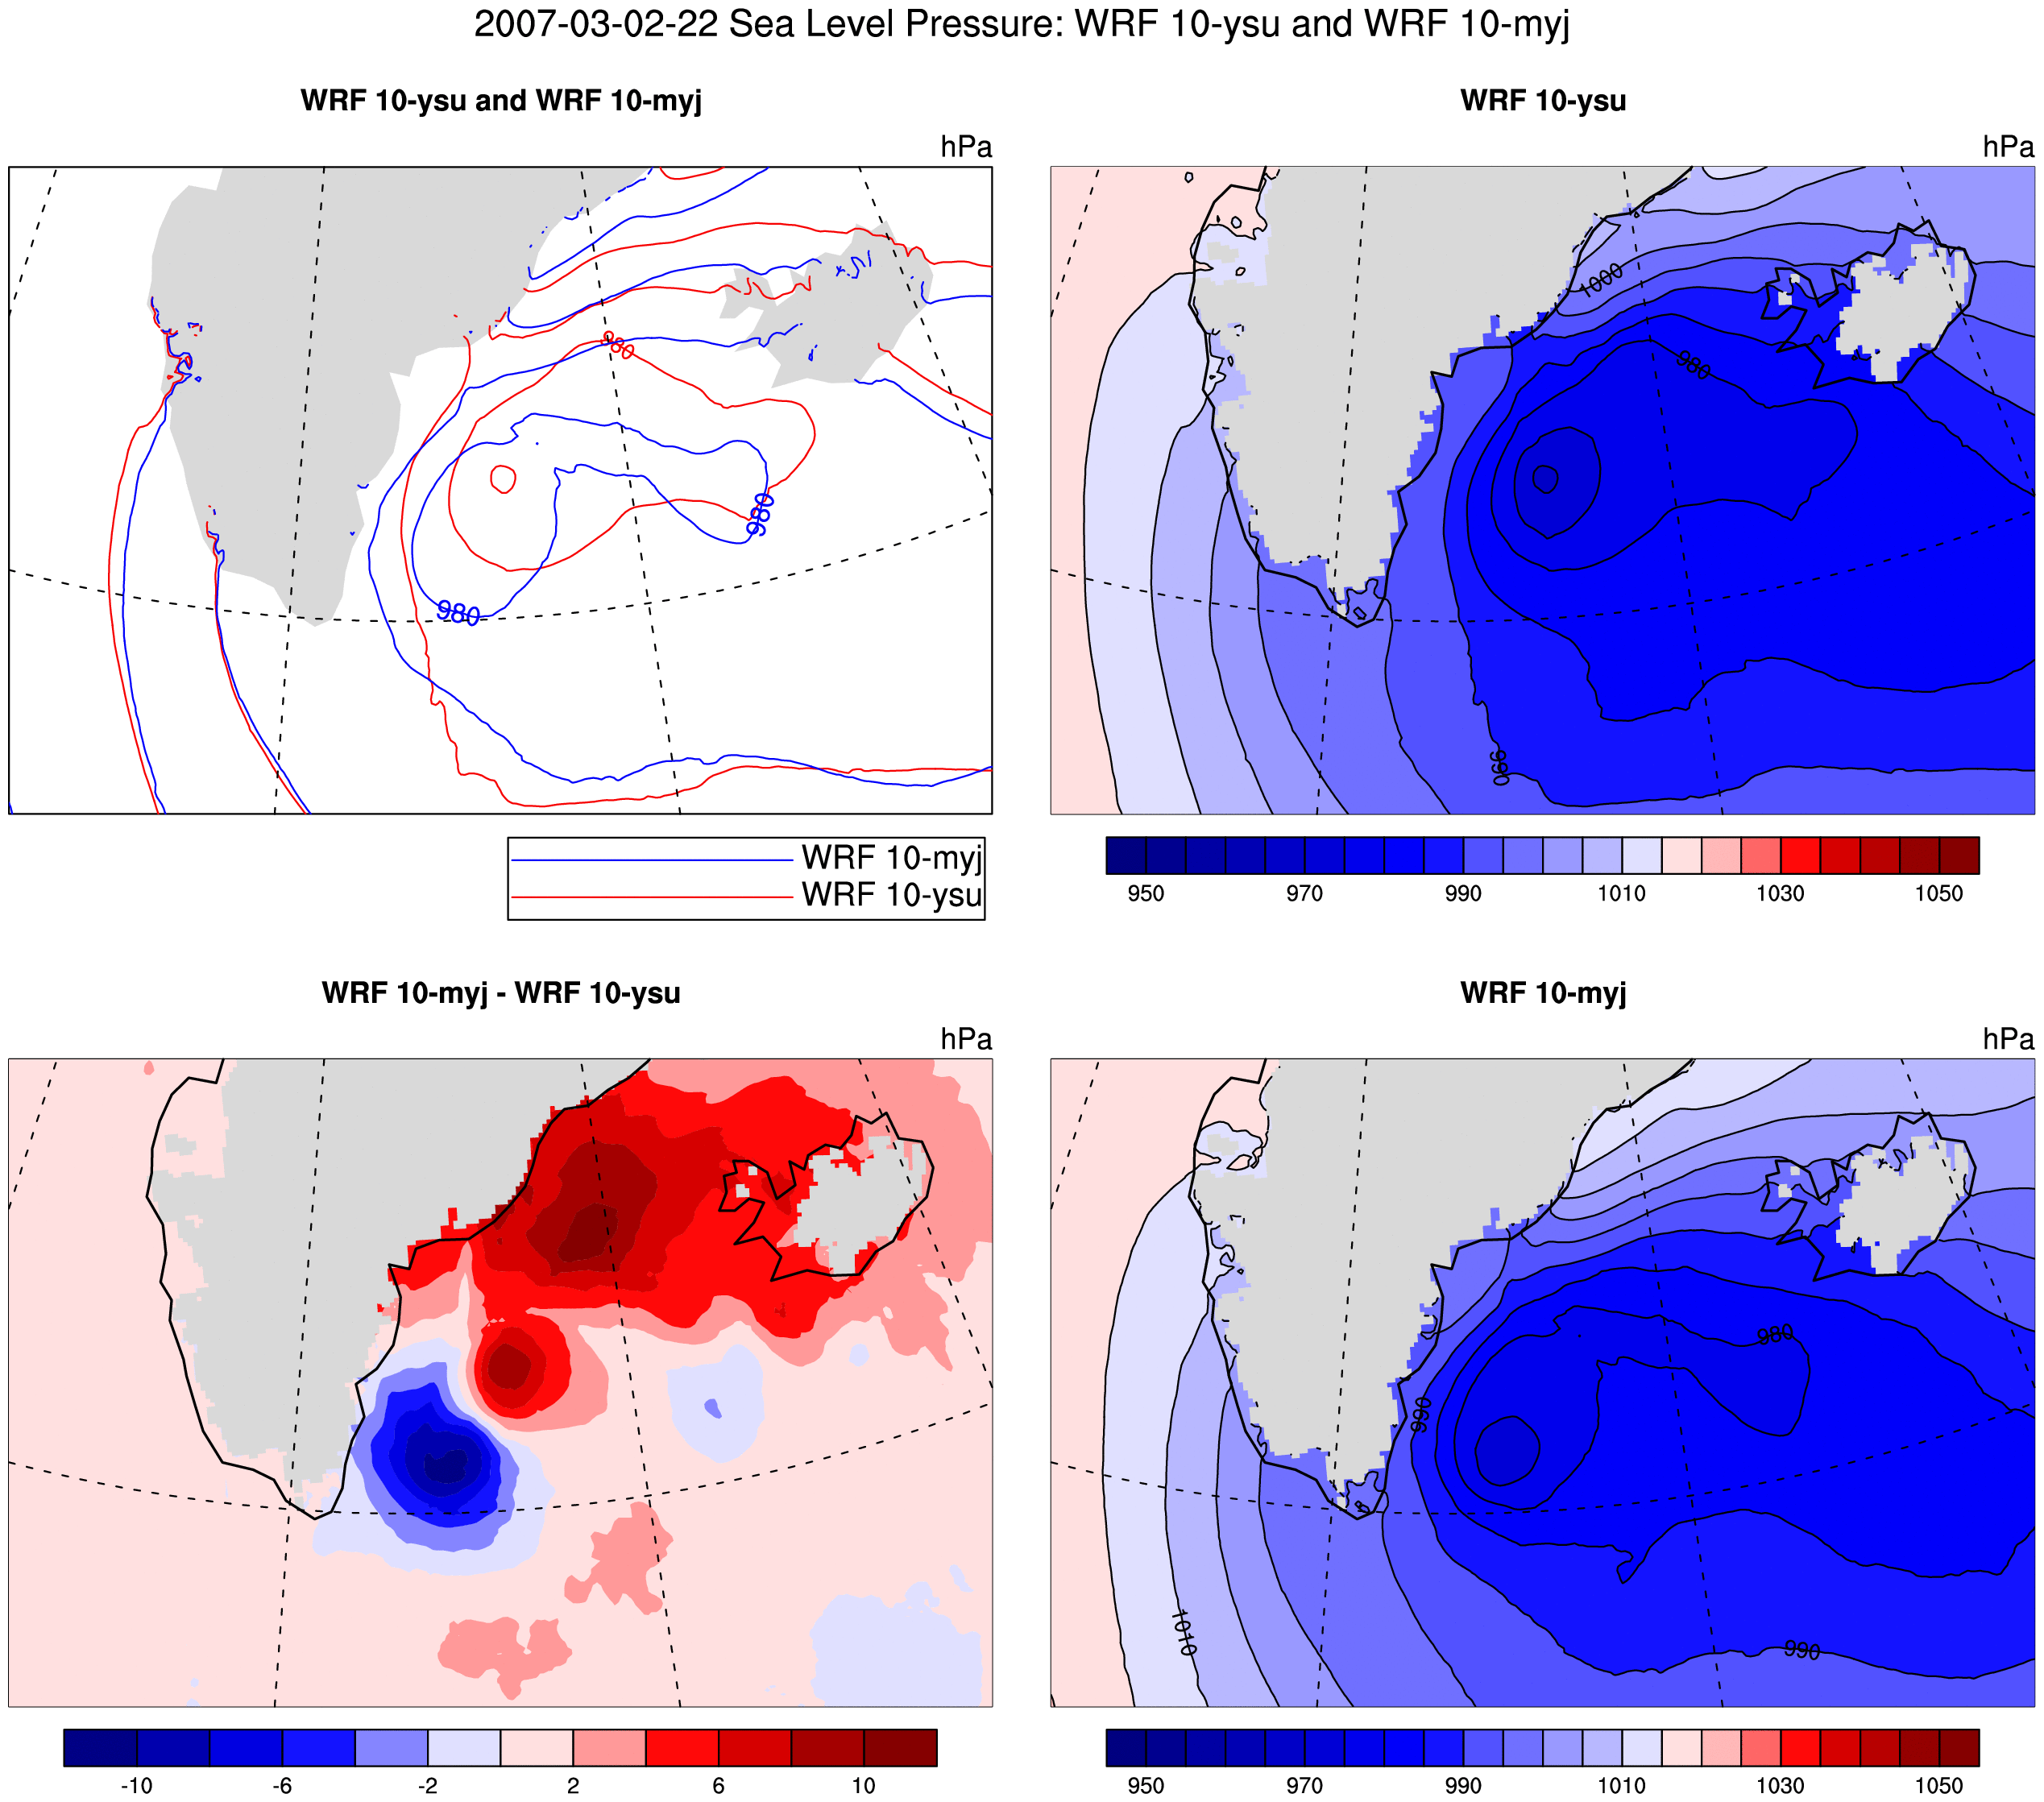 2007-03-02-22 Sea Level Pressure: WRF 10-ysu and WRF 10-myj
WRF 10-ysu and WRF 10-myj
hPa
980
980
980
WRF 10-myj
WRF 10-ysu
WRF 10-ysu
hPa
1000
980
990
950 970 990 1010 1030 1050
WRF 10-myj - WRF 10-ysu
hPa
-10 -6 -2 2 6 10
WRF 10-myj
hPa
980
990
1010
990
950 970 990 1010 1030 1050